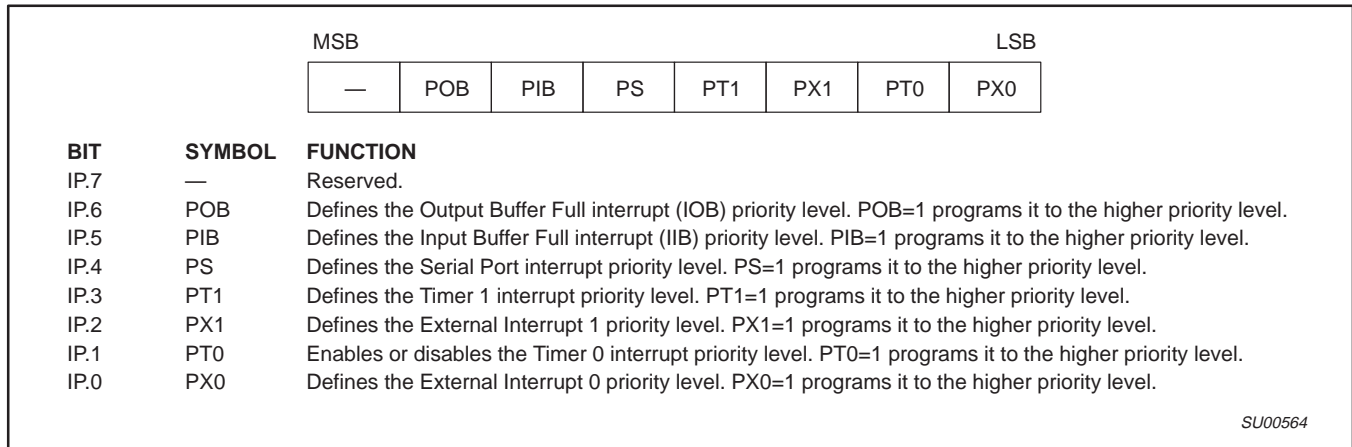 MSB LSB
— POB PIB PS PT1 PX1 PT0 PX0
BIT SYMBOL FUNCTION
IP.7 — Reserved.
IP.6 POB Defines the Output Buffer Full interrupt (IOB) priority level. POB=1 programs it to the higher priority level.
IP.5 PIB Defines the Input Buffer Full interrupt (IIB) priority level. PIB=1 programs it to the higher priority level.
IP.4 PS Defines the Serial Port interrupt priority level. PS=1 programs it to the higher priority level.
IP.3 PT1 Defines the Timer 1 interrupt priority level. PT1=1 programs it to the higher priority level.
IP.2 PX1 Defines the External Interrupt 1 priority level. PX1=1 programs it to the higher priority level.
IP.1 PT0 Enables or disables the Timer 0 interrupt priority level. PT0=1 programs it to the higher priority level.
IP.0 PX0 Defines the External Interrupt 0 priority level. PX0=1 programs it to the higher priority level.
SU00564